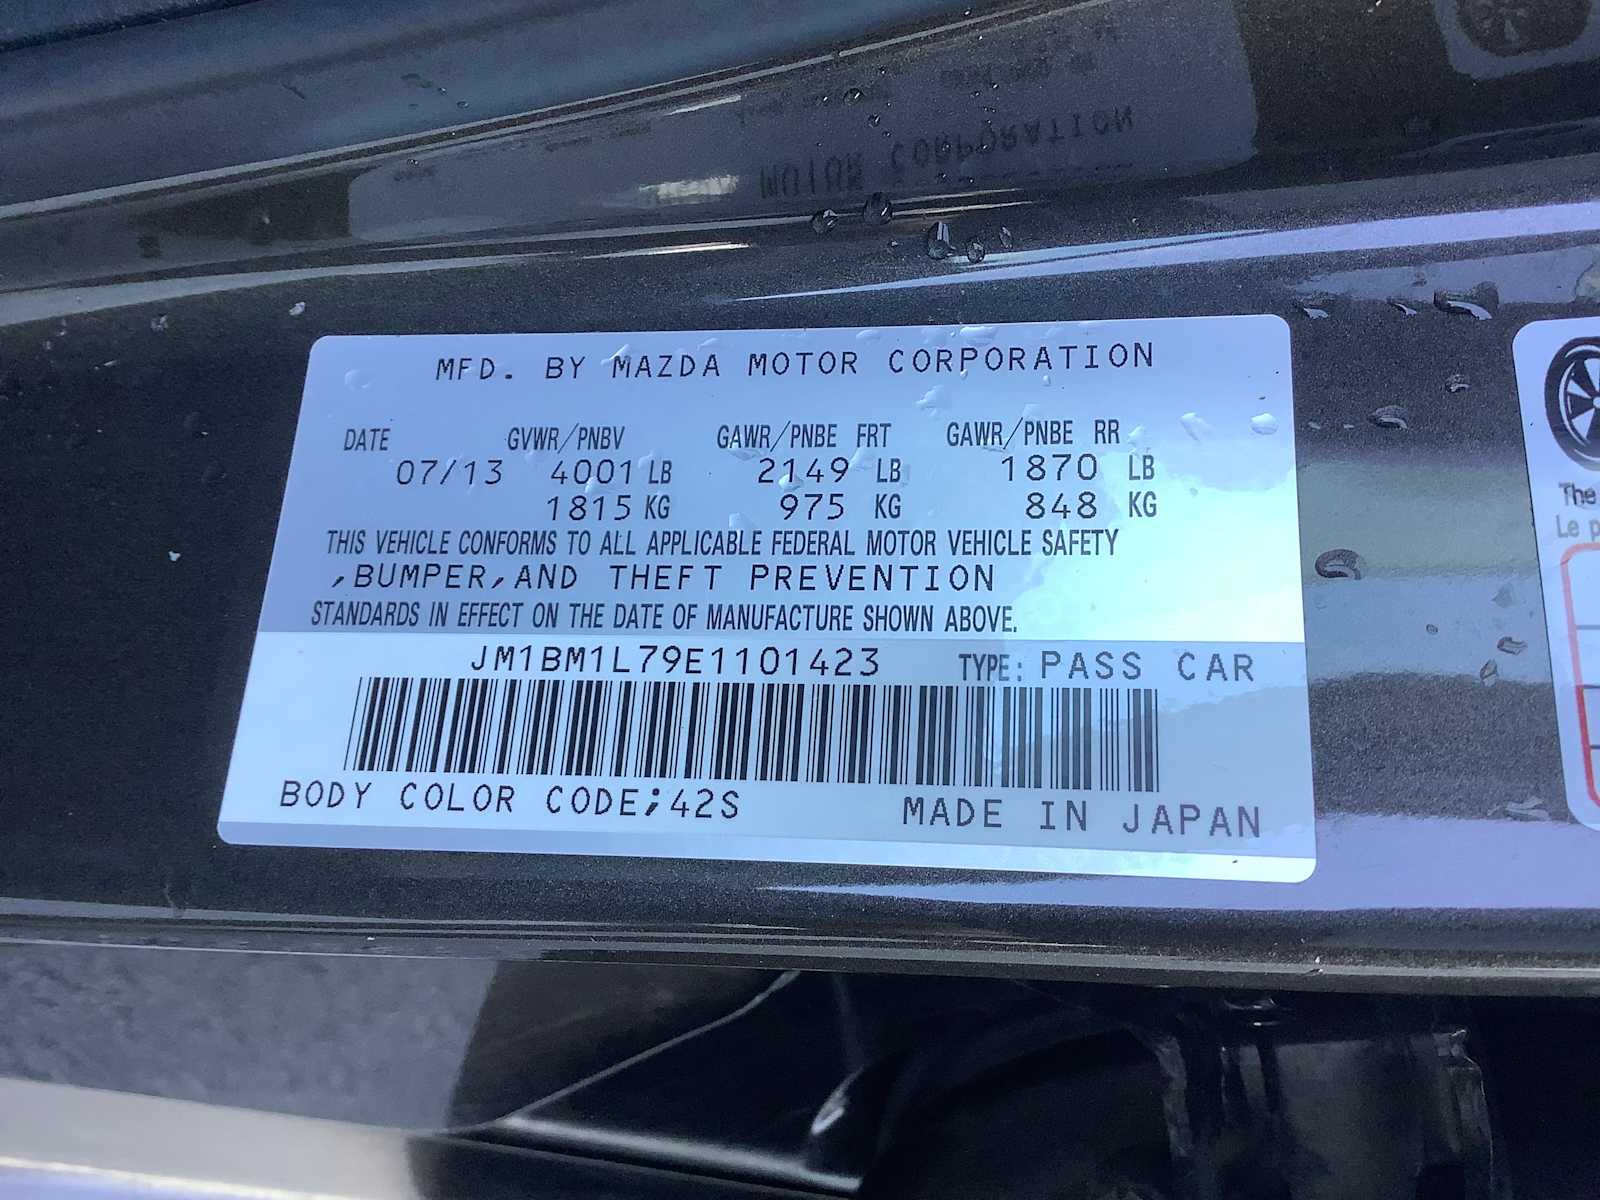 MFD. BY MAZDA MOTOR CORPORATION
DATE GVWR/PNBV GAWR/PNBE FRT GAWR/PNBE RR
07/13 4001 LB 2149 LB 1870 LB
1815 KG 975 KG 848 KG
THIS VEHICLE CONFORMS TO ALL APPLICABLE FEDERAL MOTOR VEHICLE SAFETY
,BUMPER,AND THEFT PREVENTION
STANDARDS IN EFFECT ON THE DATE OF MANUFACTURE SHOWN ABOVE.
JM1BM1L79E1101423 TYPE: PASS CAR
BODY COLOR CODE;42S MADE IN JAPAN
The
Le